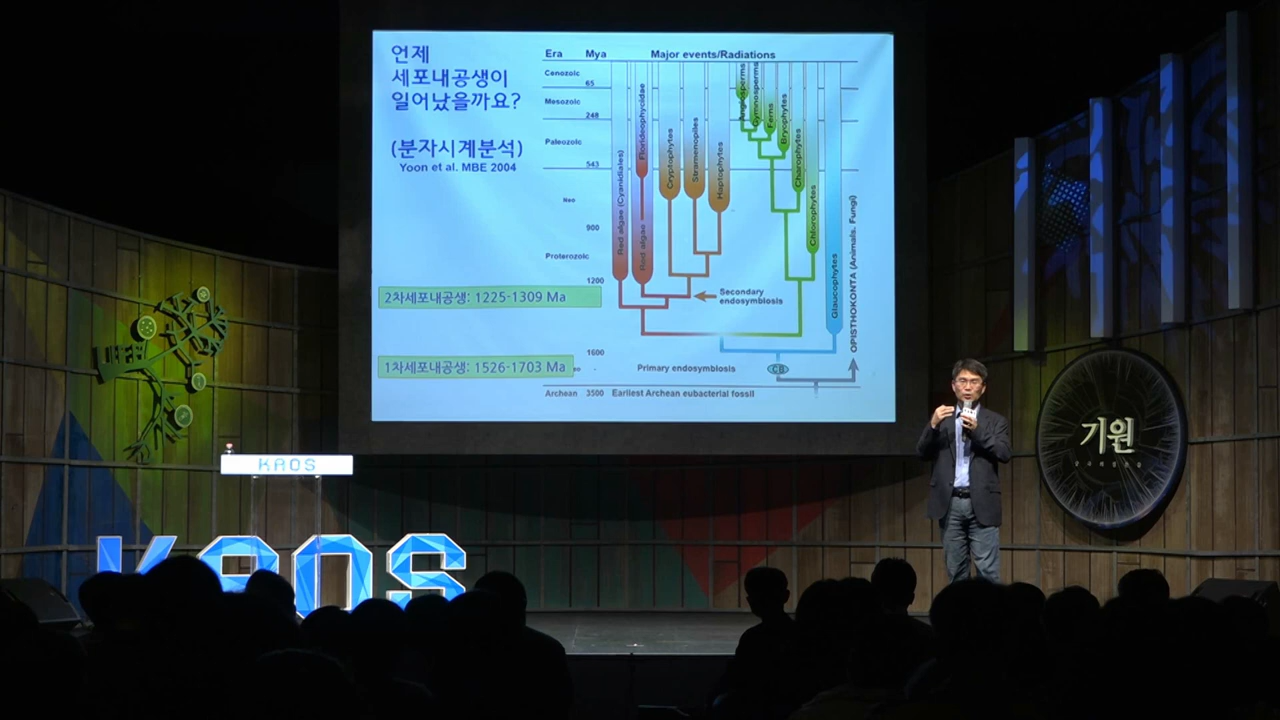 언제
세포내공생이
일어났을까요?
(분자시계분석)
Yoon et al. MBE 2004
2차세포내공생: 1225-1309 Ma
1차세포내공생: 1526-1703 Ma
Era Mya Major events/Radiations
Cenozoic
65
Mesozoic
248
Paleozoic
543
Neo
900
Proterozoic
1200
1600
Archean 3500 Earliest Archean eubacterial fossil
Red algae (Cyanidiales)
Red algae
Florideophycidae
Cryptophytes
Stramenopiles
Haptophytes
Angiosperms
Gymnosperms
Ferns
Bryophytes
Charophytes
Chlorophytes
Glaucophytes
OPISTHOKONTA (Animals. Fungi)
Secondary
endosymbiosis
Primary endosymbiosis
CB
KAOS
KAOS
기원